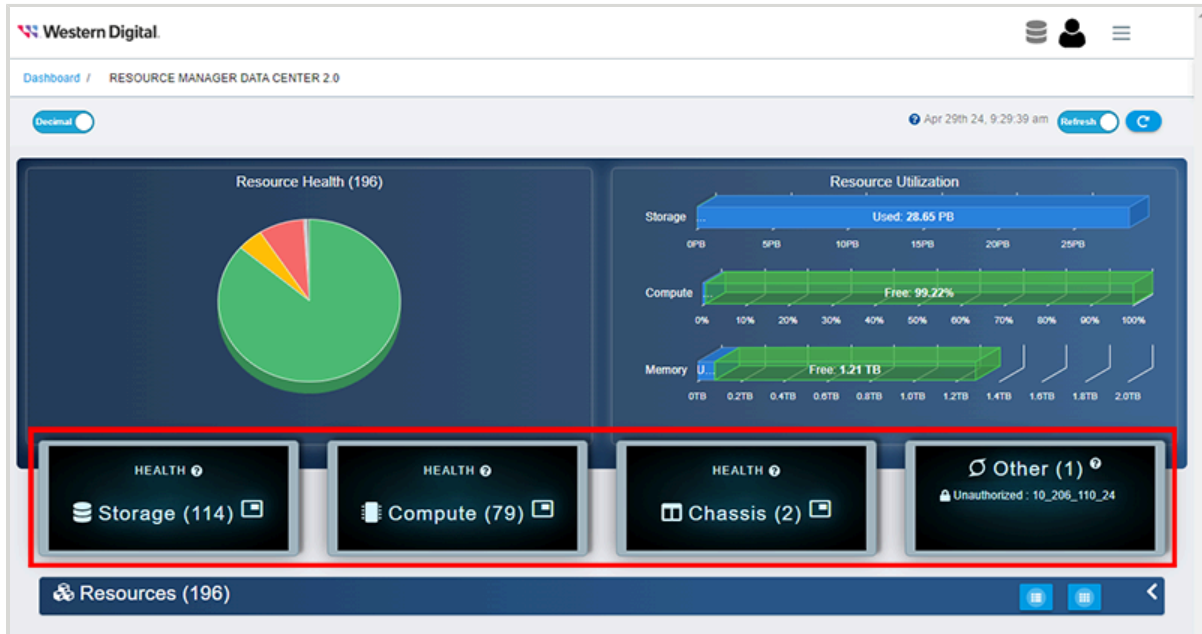 Western Digital.
Dashboard / RESOURCE MANAGER DATA CENTER 2.0
Decimal
Apr 29th 24, 9:29:39 am Refresh
Resource Health (196)
Resource Utilization
Storage ... Used: 28.65 PB
0PB 5PB 10PB 15PB 20PB 25PB
Compute ... Free: 99.22%
0% 10% 20% 30% 40% 50% 60% 70% 80% 90% 100%
Memory U... Free: 1.21 TB
0TB 0.2TB 0.4TB 0.6TB 0.8TB 1.0TB 1.2TB 1.4TB 1.6TB 1.8TB 2.0TB
HEALTH ?
Storage (114)
HEALTH ?
Compute (79)
HEALTH ?
Chassis (2)
Other (1) ?
Unauthorized : 10_206_110_24
Resources (196)